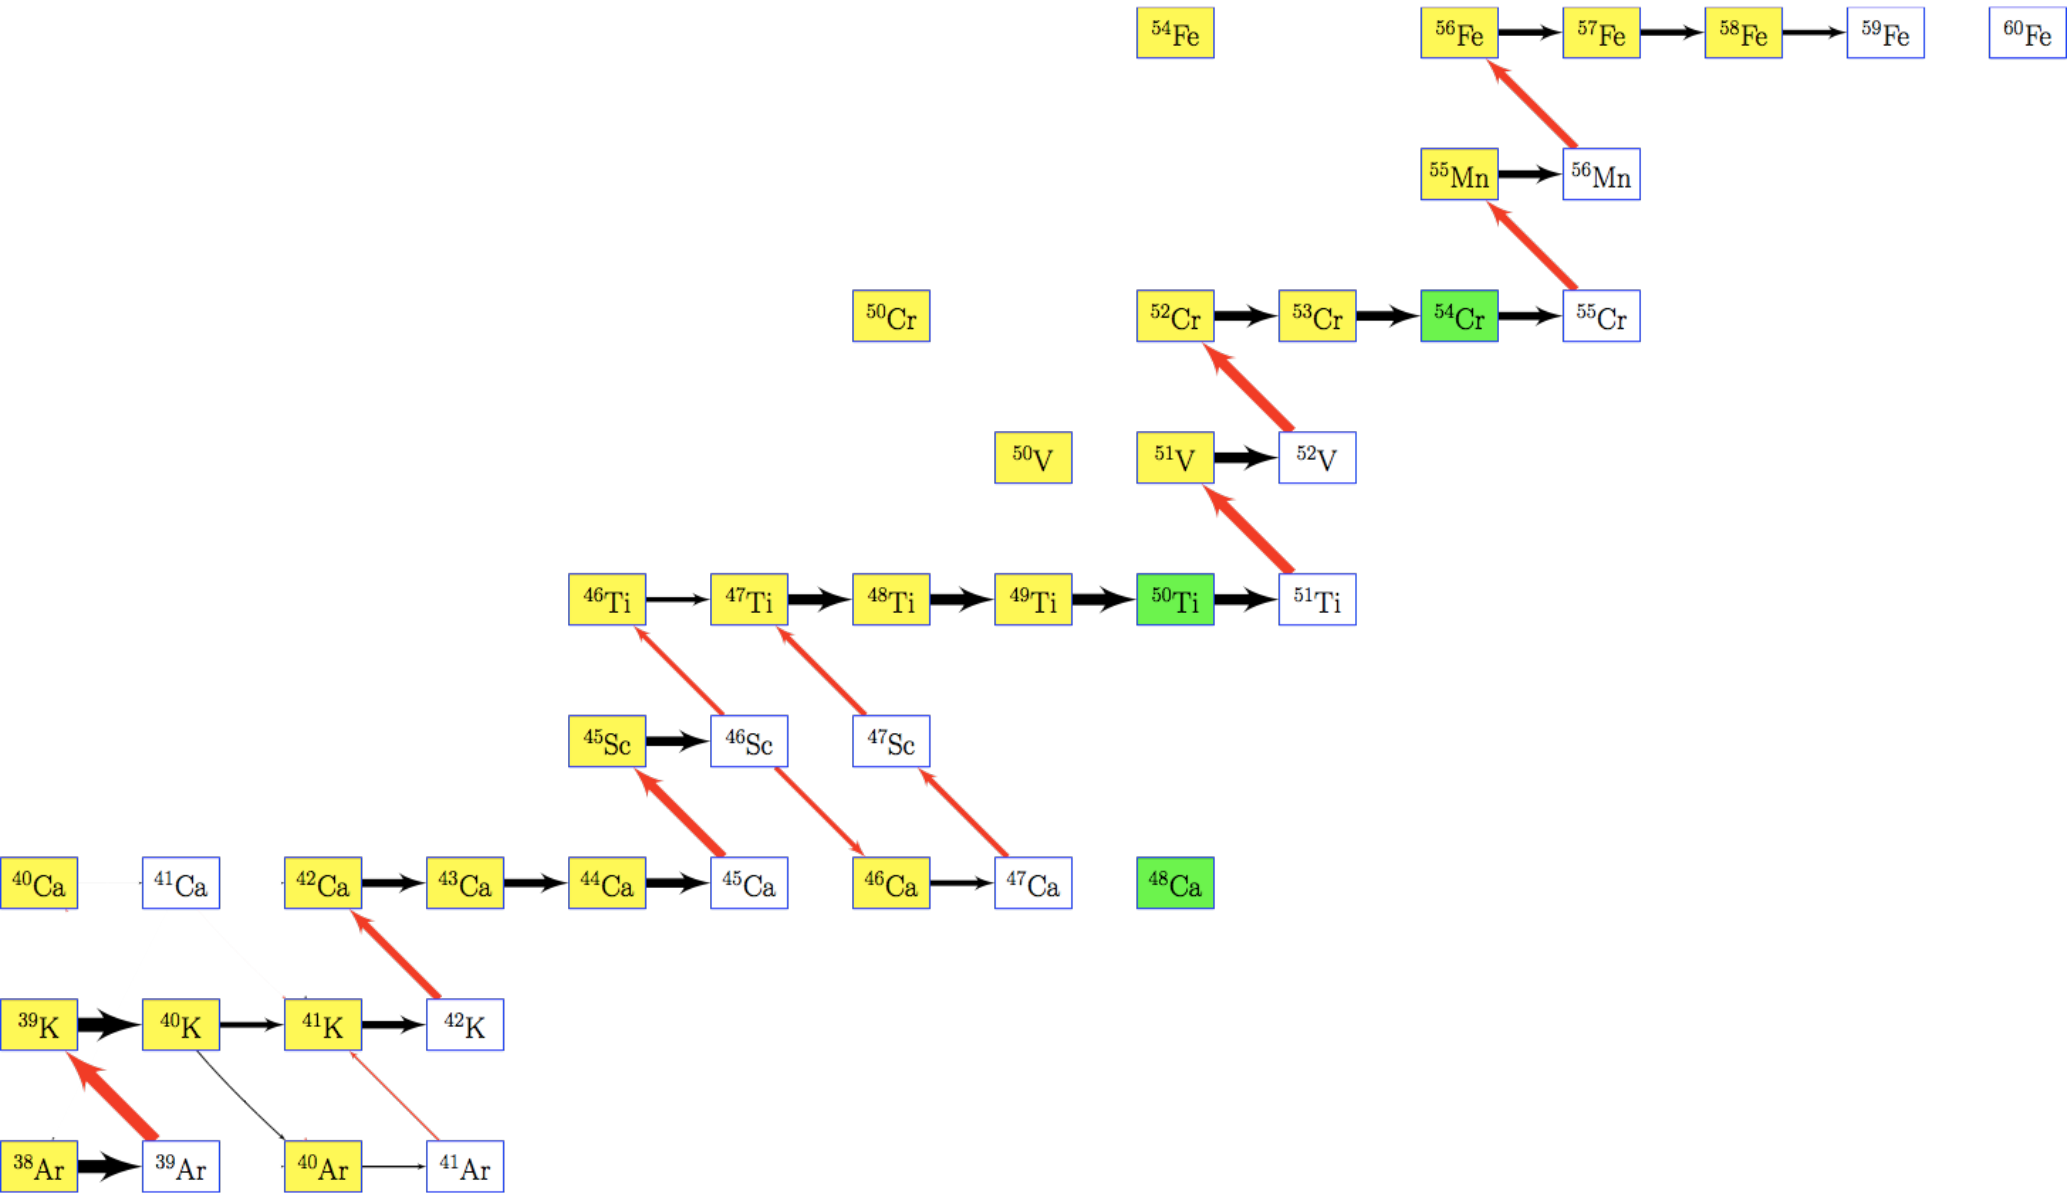 ⁵⁴Fe ⁵⁶Fe ⁵⁷Fe ⁵⁸Fe ⁵⁹Fe ⁶⁰Fe
⁵⁵Mn ⁵⁶Mn
⁵⁰Cr ⁵²Cr ⁵³Cr ⁵⁴Cr ⁵⁵Cr
⁵⁰V ⁵¹V ⁵²V
⁴⁶Ti ⁴⁷Ti ⁴⁸Ti ⁴⁹Ti ⁵⁰Ti ⁵¹Ti
⁴⁵Sc ⁴⁶Sc ⁴⁷Sc
⁴⁰Ca ⁴¹Ca ⁴²Ca ⁴³Ca ⁴⁴Ca ⁴⁵Ca ⁴⁶Ca ⁴⁷Ca ⁴⁸Ca
³⁹K ⁴⁰K ⁴¹K ⁴²K
³⁸Ar ³⁹Ar ⁴⁰Ar ⁴¹Ar